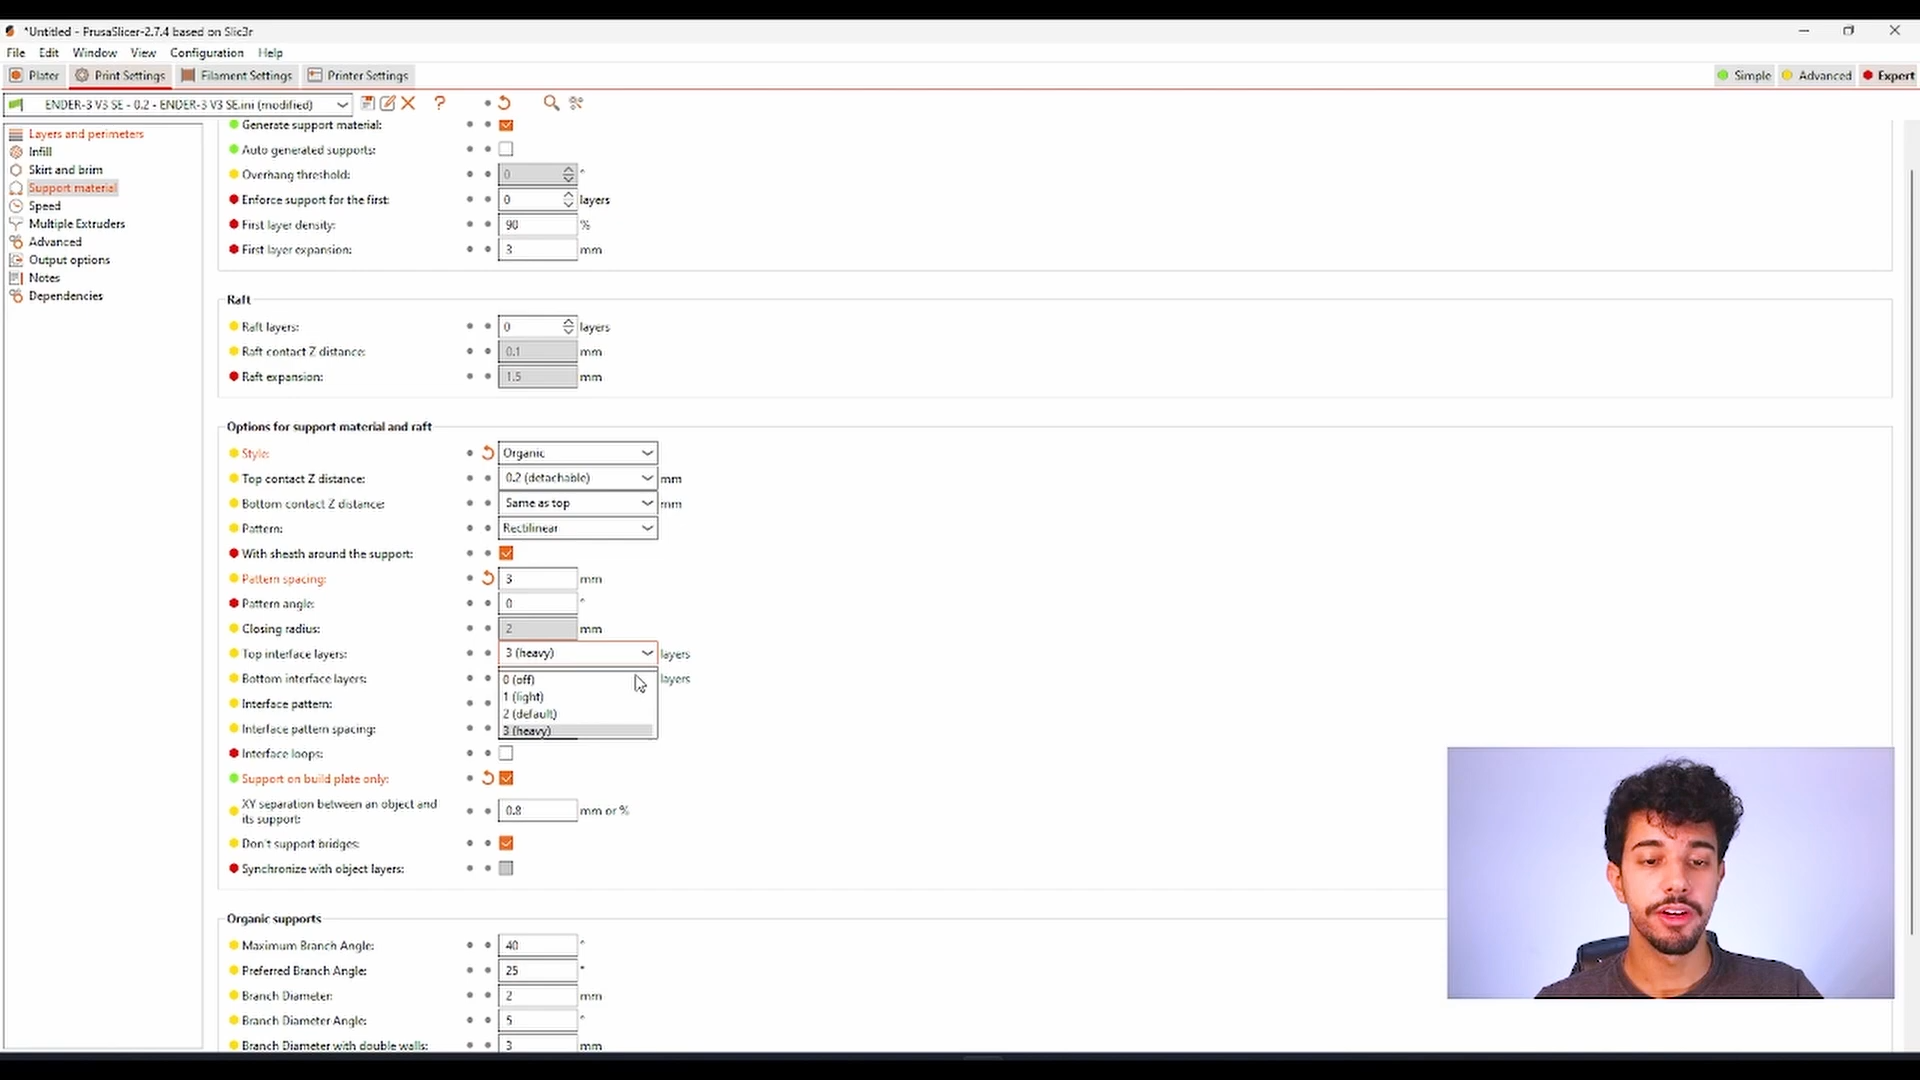 *Untitled - PrusaSlicer-2.7.4 based on Slic3r
File Edit Window View Configuration Help
Plater Print Settings Filament Settings Printer Settings Simple Advanced Expert
ENDER-3 V3 SE - 0.2 - ENDER-3 V3 SE.ini (modified) ?
Layers and perimeters
Infill
Skirt and brim
Support material
Speed
Multiple Extruders
Advanced
Output options
Notes
Dependencies
Generate support material:
Auto generated supports:
Overhang threshold: 0 °
Enforce support for the first: 0 layers
First layer density: 90 %
First layer expansion: 3 mm
Raft
Raft layers: 0 layers
Raft contact Z distance: 0.1 mm
Raft expansion: 1.5 mm
Options for support material and raft
Style: Organic
Top contact Z distance: 0.2 (detachable) mm
Bottom contact Z distance: Same as top mm
Pattern: Rectilinear
With sheath around the support:
Pattern spacing: 3 mm
Pattern angle: 0 °
Closing radius: 2 mm
Top interface layers: 3 (heavy) layers
Bottom interface layers: layers
0 (off)
1 (light)
2 (default)
3 (heavy)
Interface pattern:
Interface pattern spacing:
Interface loops:
Support on build plate only:
XY separation between an object and
its support: 0.8 mm or %
Don't support bridges:
Synchronize with object layers:
Organic supports
Maximum Branch Angle: 40 °
Preferred Branch Angle: 25 °
Branch Diameter: 2 mm
Branch Diameter Angle: 5 °
Branch Diameter with double walls: 3 mm